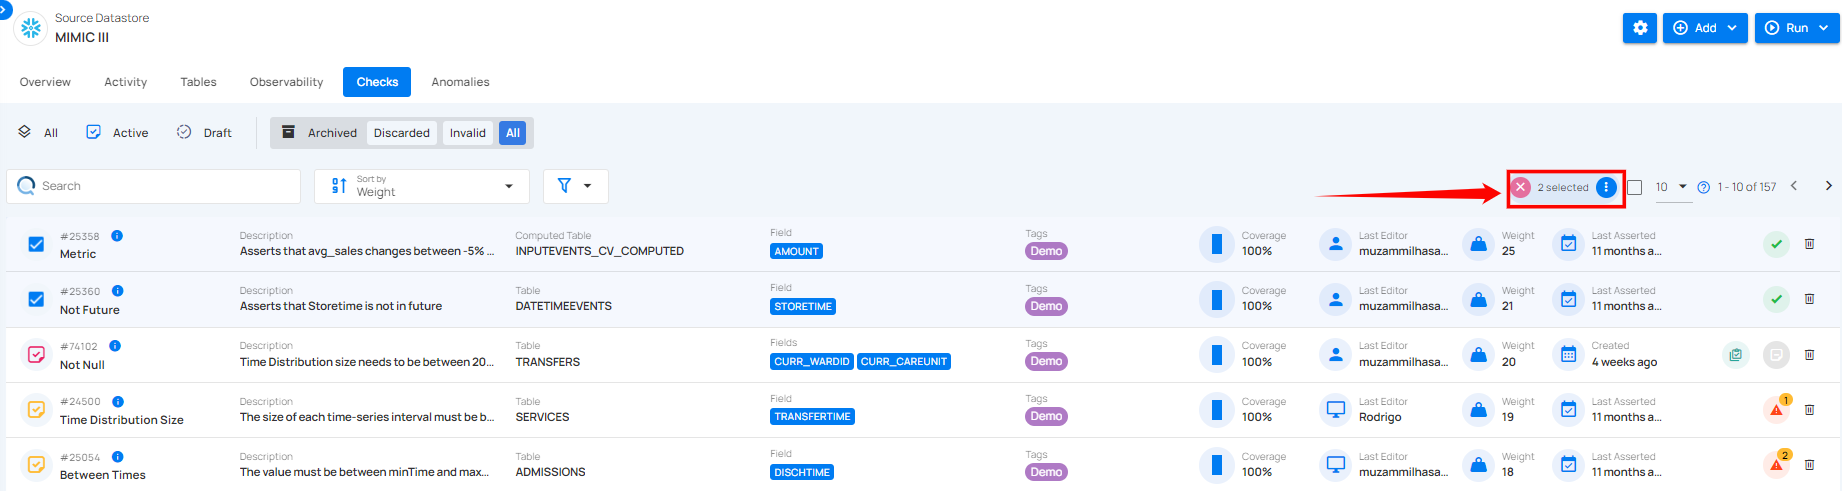 Source Datastore
MIMIC III
Add
Run
Overview Activity Tables Observability Checks Anomalies
All Active Draft Archived Discarded Invalid All
Search
Sort by
Weight
2 selected
10
1 - 10 of 157
#25358 Description Computed Table Field Tags Coverage Last Editor Weight Last Asserted
Metric Asserts that avg_sales changes between -5% ... INPUTEVENTS_CV_COMPUTED AMOUNT Demo 100% muzammilhasa... 25 11 months a...
#25360 Description Table Field Tags Coverage Last Editor Weight Last Asserted
Not Future Asserts that Storetime is not in future DATETIMEEVENTS STORETIME Demo 100% muzammilhasa... 21 11 months a...
#74102 Description Table Fields Tags Coverage Last Editor Weight Created
Not Null Time Distribution size needs to be between 20... TRANSFERS CURR_WARDID CURR_CAREUNIT Demo 100% muzammilhasa... 20 4 weeks ago
#24500 Description Table Field Tags Coverage Last Editor Weight Last Asserted 1
Time Distribution Size The size of each time-series interval must be b... SERVICES TRANSFERTIME Demo 100% Rodrigo 19 11 months a...
#25054 Description Table Field Tags Coverage Last Editor Weight Last Asserted 2
Between Times The value must be between minTime and max... ADMISSIONS DISCHTIME Demo 100% muzammilhasa... 18 11 months a...